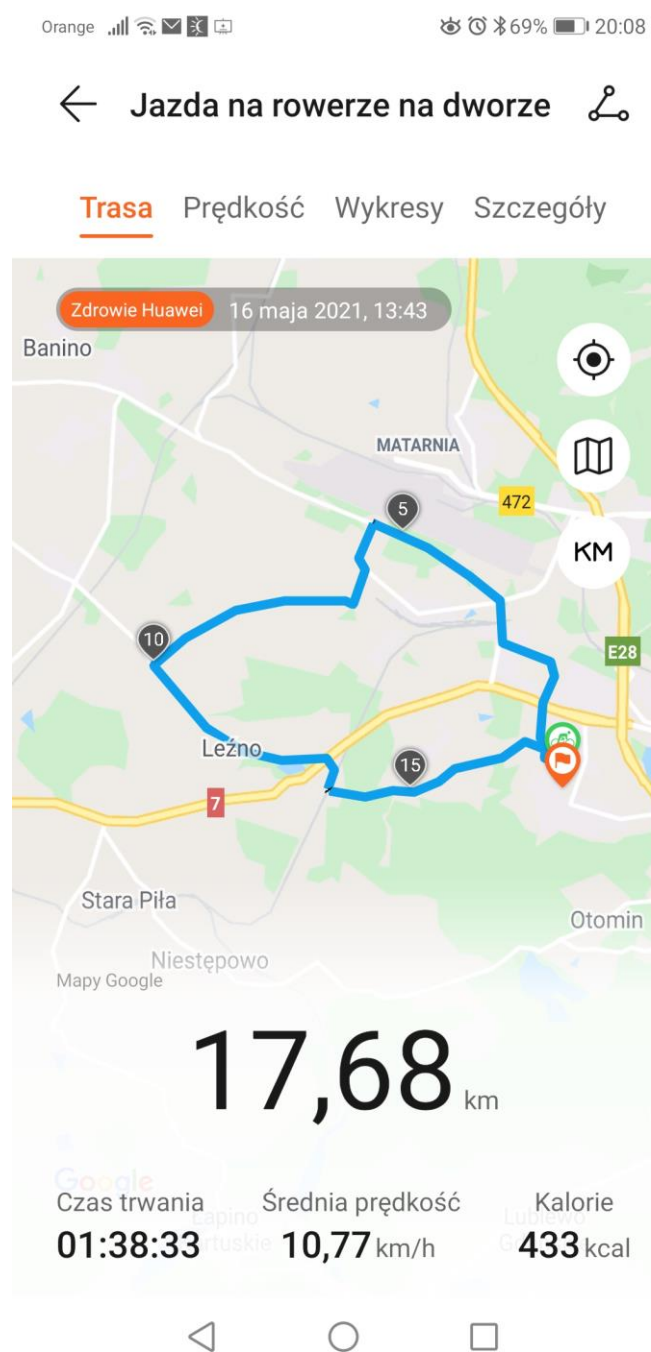 Orange 69% 20:08
Jazda na rowerze na dworze
Trasa Prędkość Wykresy Szczegóły
Zdrowie Huawei 16 maja 2021, 13:43
Banino
MATARNIA
5
472
KM
10
E28
Leźno
15
7
Stara Piła
Otomin
Niestępowo
Mapy Google
17,68 km
Google
Czas trwania Średnia prędkość Kalorie
Łapino
01:38:33 10,77 km/h 433 kcal